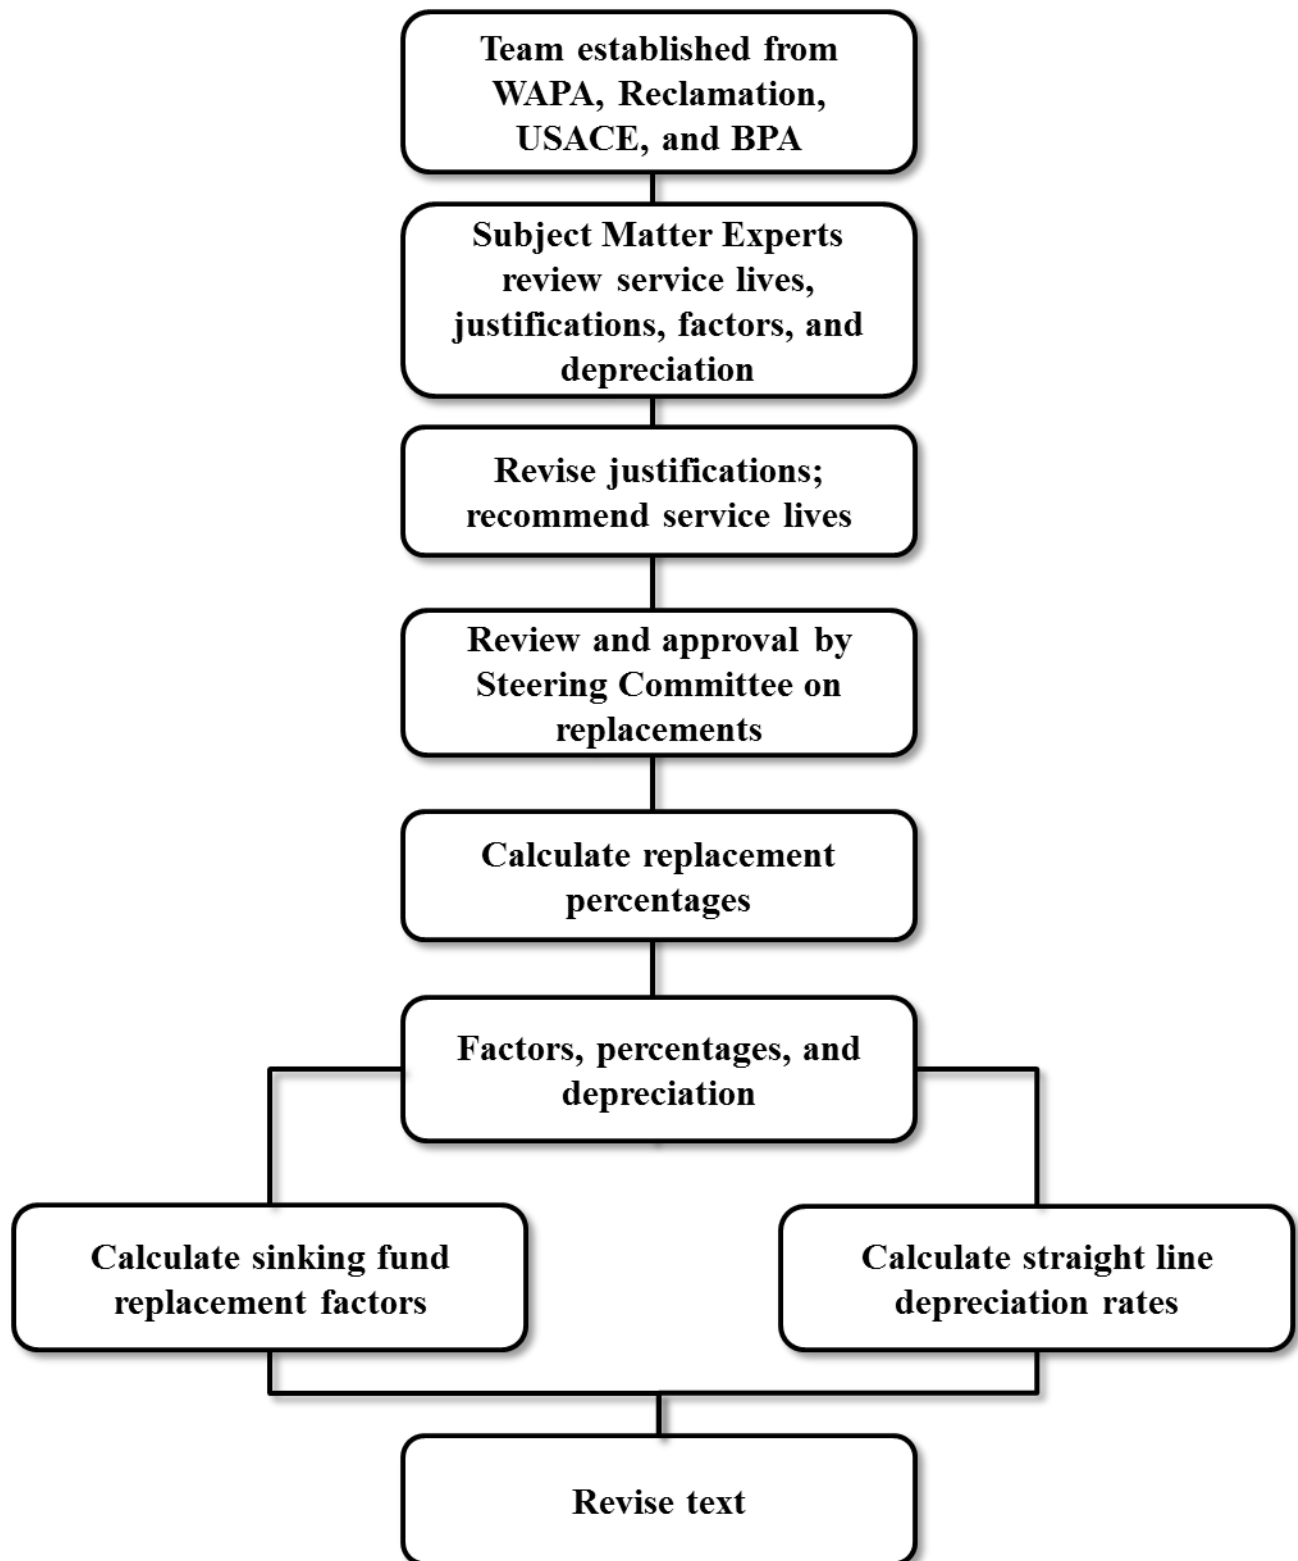 Team established from
WAPA, Reclamation,
USACE, and BPA
Subject Matter Experts
review service lives,
justifications, factors, and
depreciation
Revise justifications;
recommend service lives
Review and approval by
Steering Committee on
replacements
Calculate replacement
percentages
Factors, percentages, and
depreciation
Calculate sinking fund
replacement factors
Calculate straight line
depreciation rates
Revise text